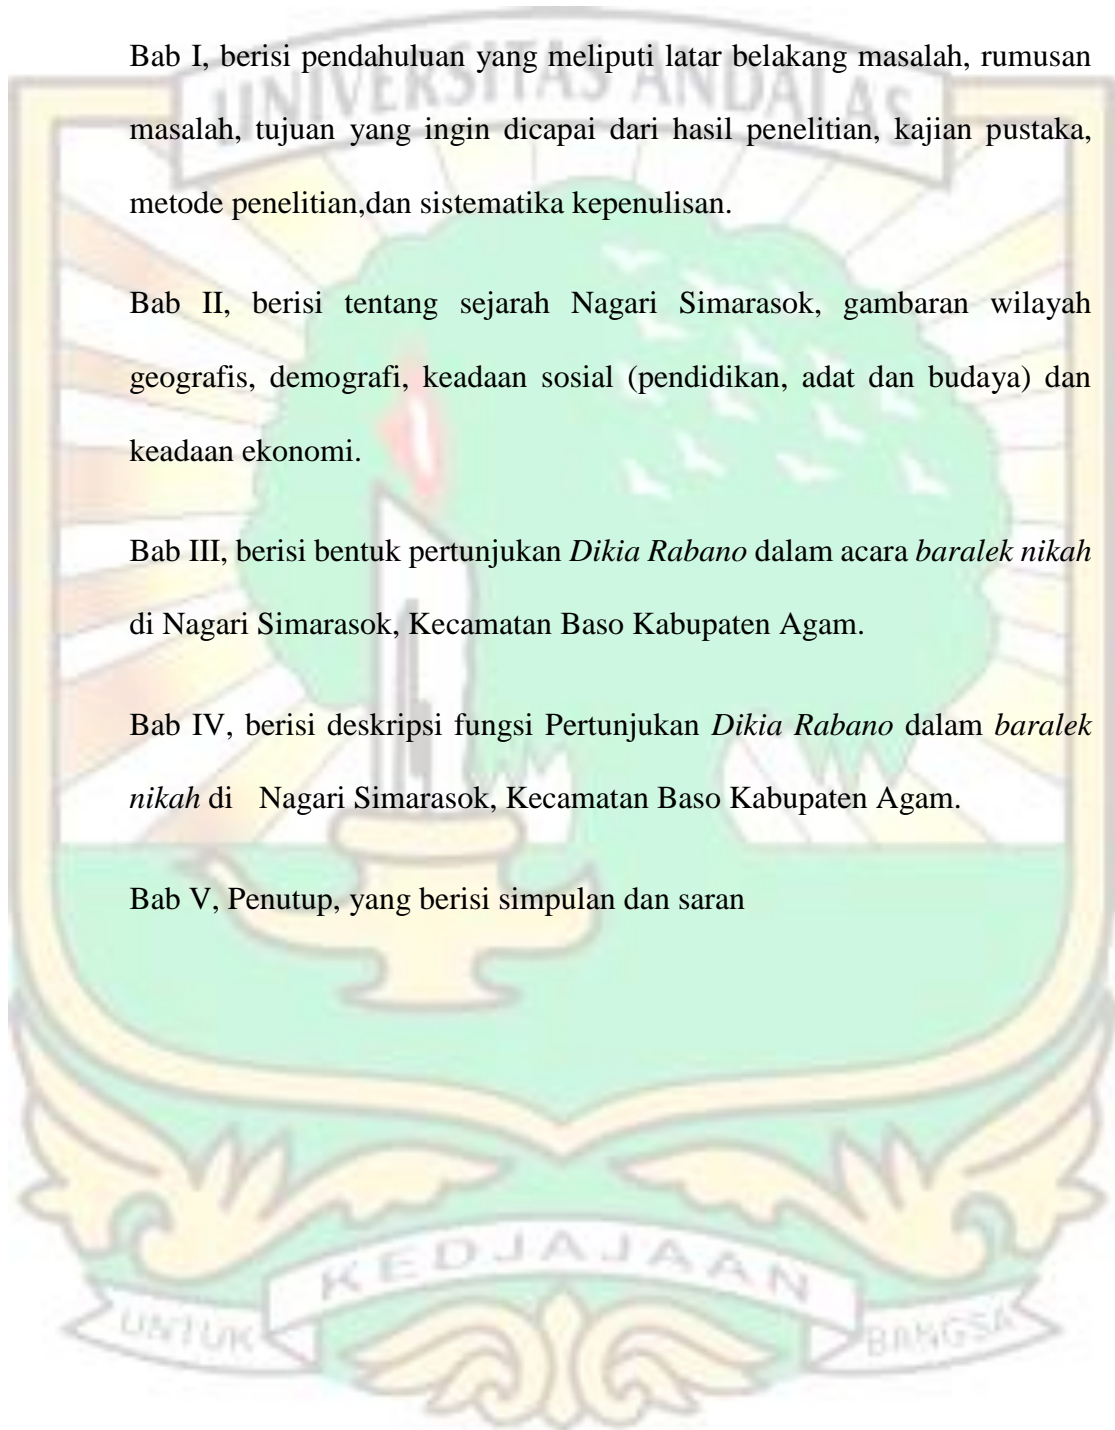 UNIVERSITAS ANDALAS
Bab I, berisi pendahuluan yang meliputi latar belakang masalah, rumusan
masalah, tujuan yang ingin dicapai dari hasil penelitian, kajian pustaka,
metode penelitian,dan sistematika kepenulisan.
Bab II, berisi tentang sejarah Nagari Simarasok, gambaran wilayah
geografis, demografi, keadaan sosial (pendidikan, adat dan budaya) dan
keadaan ekonomi.
Bab III, berisi bentuk pertunjukan Dikia Rabano dalam acara baralek nikah
di Nagari Simarasok, Kecamatan Baso Kabupaten Agam.
Bab IV, berisi deskripsi fungsi Pertunjukan Dikia Rabano dalam baralek
nikah di Nagari Simarasok, Kecamatan Baso Kabupaten Agam.
Bab V, Penutup, yang berisi simpulan dan saran
UNTUK KEDJAJAAN BANGSA